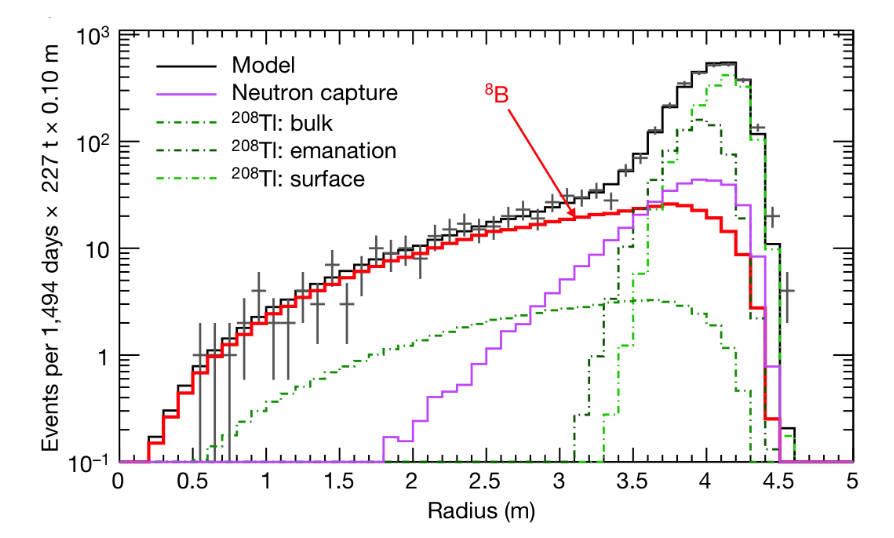 10³
10²
10
1
10⁻¹
Events per 1,494 days × 227 t × 0.10 m
Model
Neutron capture
²⁰⁸Tl: bulk
²⁰⁸Tl: emanation
²⁰⁸Tl: surface
⁸B
0 0.5 1 1.5 2 2.5 3 3.5 4 4.5 5
Radius (m)